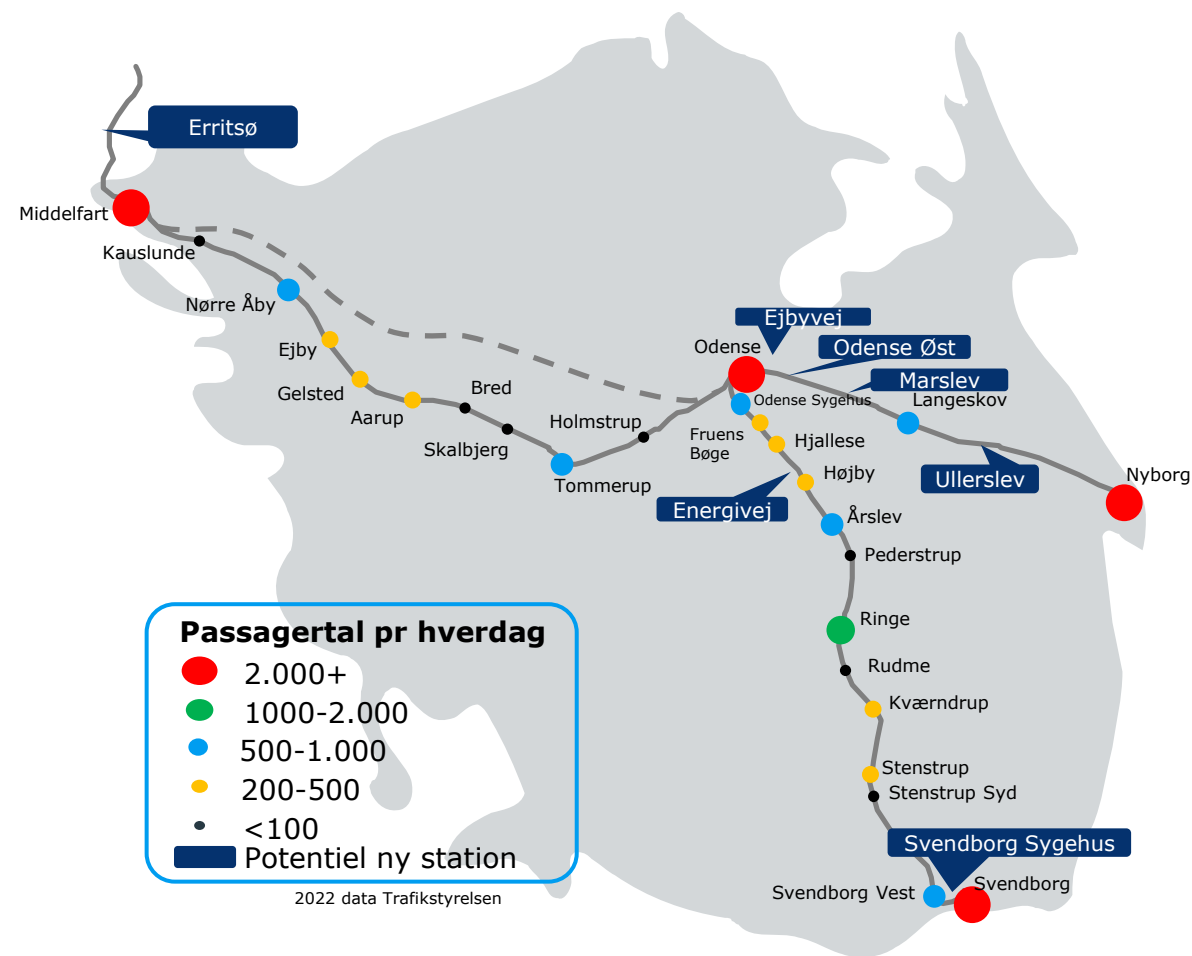 Erritsø
Middelfart
Kauslunde
Nørre Åby
Ejby
Gelsted
Aarup
Bred
Skalbjerg
Holmstrup
Tommerup
Ejbyvej
Odense
Odense Øst
Marslev
Langeskov
Odense Sygehus
Fruens
Bøge
Hjallese
Højby
Energivej
Ullerslev
Nyborg
Årslev
Pederstrup
Ringe
Rudme
Kværndrup
Stenstrup
Stenstrup Syd
Svendborg Sygehus
Svendborg Vest
Svendborg
Passagertal pr hverdag
2.000+
1000-2.000
500-1.000
200-500
<100
Potentiel ny station
2022 data Trafikstyrelsen